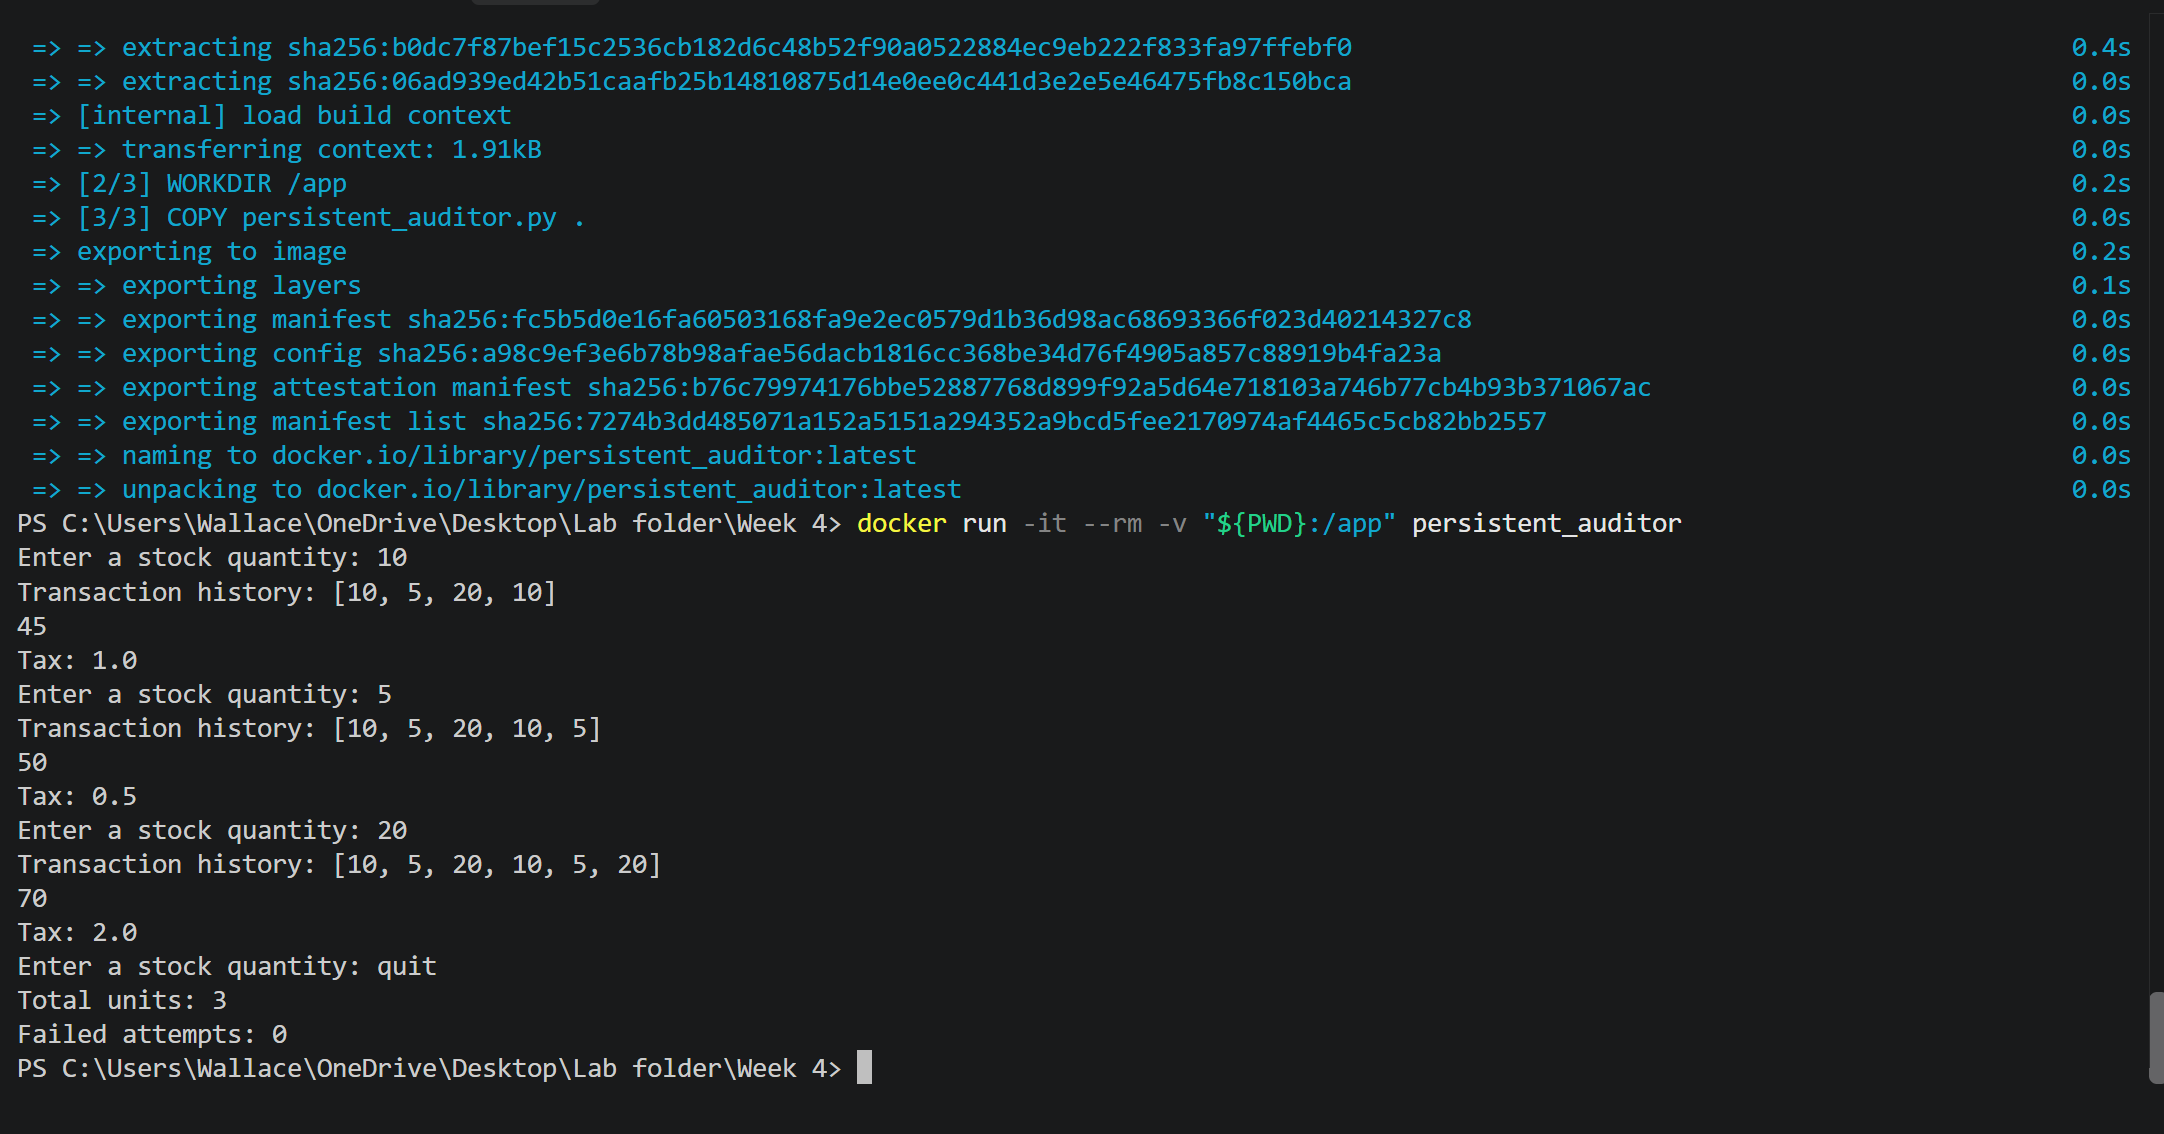 => => extracting sha256:b0dc7f87bef15c2536cb182d6c48b52f90a0522884ec9eb222f833fa97ffebf0 0.4s
=> => extracting sha256:06ad939ed42b51caafb25b14810875d14e0ee0c441d3e2e5e46475fb8c150bca 0.0s
=> [internal] load build context 0.0s
=> => transferring context: 1.91kB 0.0s
=> [2/3] WORKDIR /app 0.2s
=> [3/3] COPY persistent_auditor.py . 0.0s
=> exporting to image 0.2s
=> => exporting layers 0.1s
=> => exporting manifest sha256:fc5b5d0e16fa60503168fa9e2ec0579d1b36d98ac68693366f023d40214327c8 0.0s
=> => exporting config sha256:a98c9ef3e6b78b98afae56dacb1816cc368be34d76f4905a857c88919b4fa23a 0.0s
=> => exporting attestation manifest sha256:b76c79974176bbe52887768d899f92a5d64e718103a746b77cb4b93b371067ac 0.0s
=> => exporting manifest list sha256:7274b3dd485071a152a5151a294352a9bcd5fee2170974af4465c5cb82bb2557 0.0s
=> => naming to docker.io/library/persistent_auditor:latest 0.0s
=> => unpacking to docker.io/library/persistent_auditor:latest 0.0s
PS C:\Users\Wallace\OneDrive\Desktop\Lab folder\Week 4> docker run -it --rm -v "${PWD}:/app" persistent_auditor
Enter a stock quantity: 10
Transaction history: [10, 5, 20, 10]
45
Tax: 1.0
Enter a stock quantity: 5
Transaction history: [10, 5, 20, 10, 5]
50
Tax: 0.5
Enter a stock quantity: 20
Transaction history: [10, 5, 20, 10, 5, 20]
70
Tax: 2.0
Enter a stock quantity: quit
Total units: 3
Failed attempts: 0
PS C:\Users\Wallace\OneDrive\Desktop\Lab folder\Week 4>